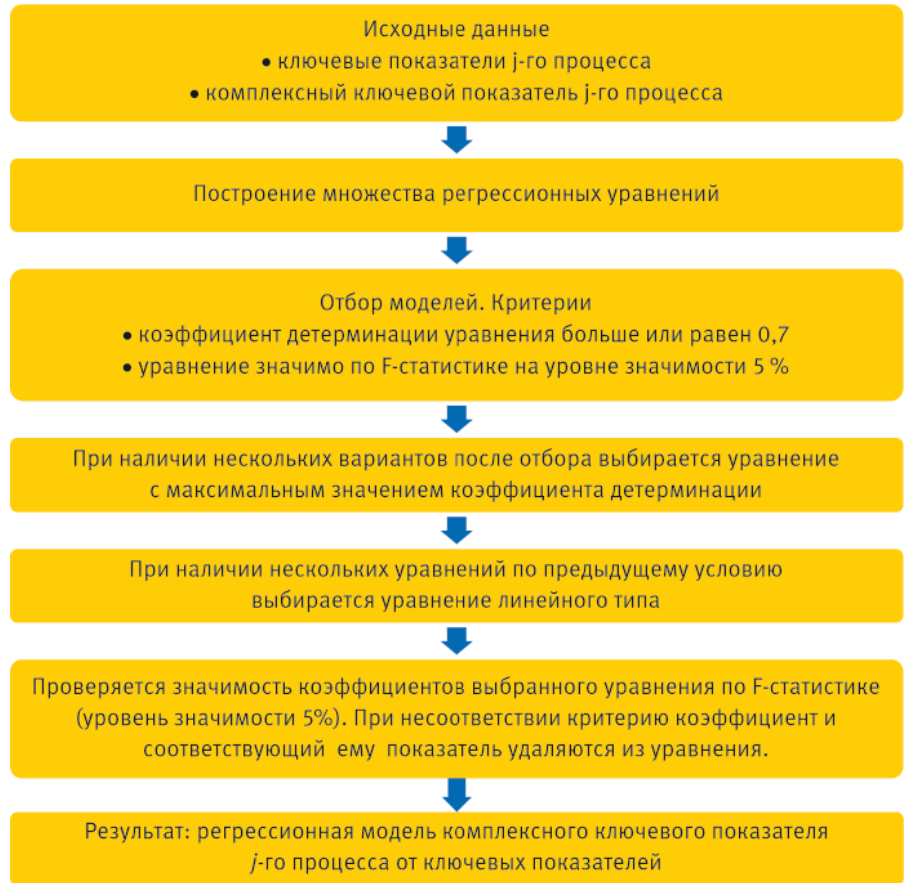 Исходные данные
• ключевые показатели j-го процесса
• комплексный ключевой показатель j-го процесса
Построение множества регрессионных уравнений
Отбор моделей. Критерии
• коэффициент детерминации уравнения больше или равен 0,7
• уравнение значимо по F-статистике на уровне значимости 5 %
При наличии нескольких вариантов после отбора выбирается уравнение
с максимальным значением коэффициента детерминации
При наличии нескольких уравнений по предыдущему условию
выбирается уравнение линейного типа
Проверяется значимость коэффициентов выбранного уравнения по F-статистике
(уровень значимости 5%). При несоответствии критерию коэффициент и
соответствующий ему показатель удаляются из уравнения.
Результат: регрессионная модель комплексного ключевого показателя
j-го процесса от ключевых показателей